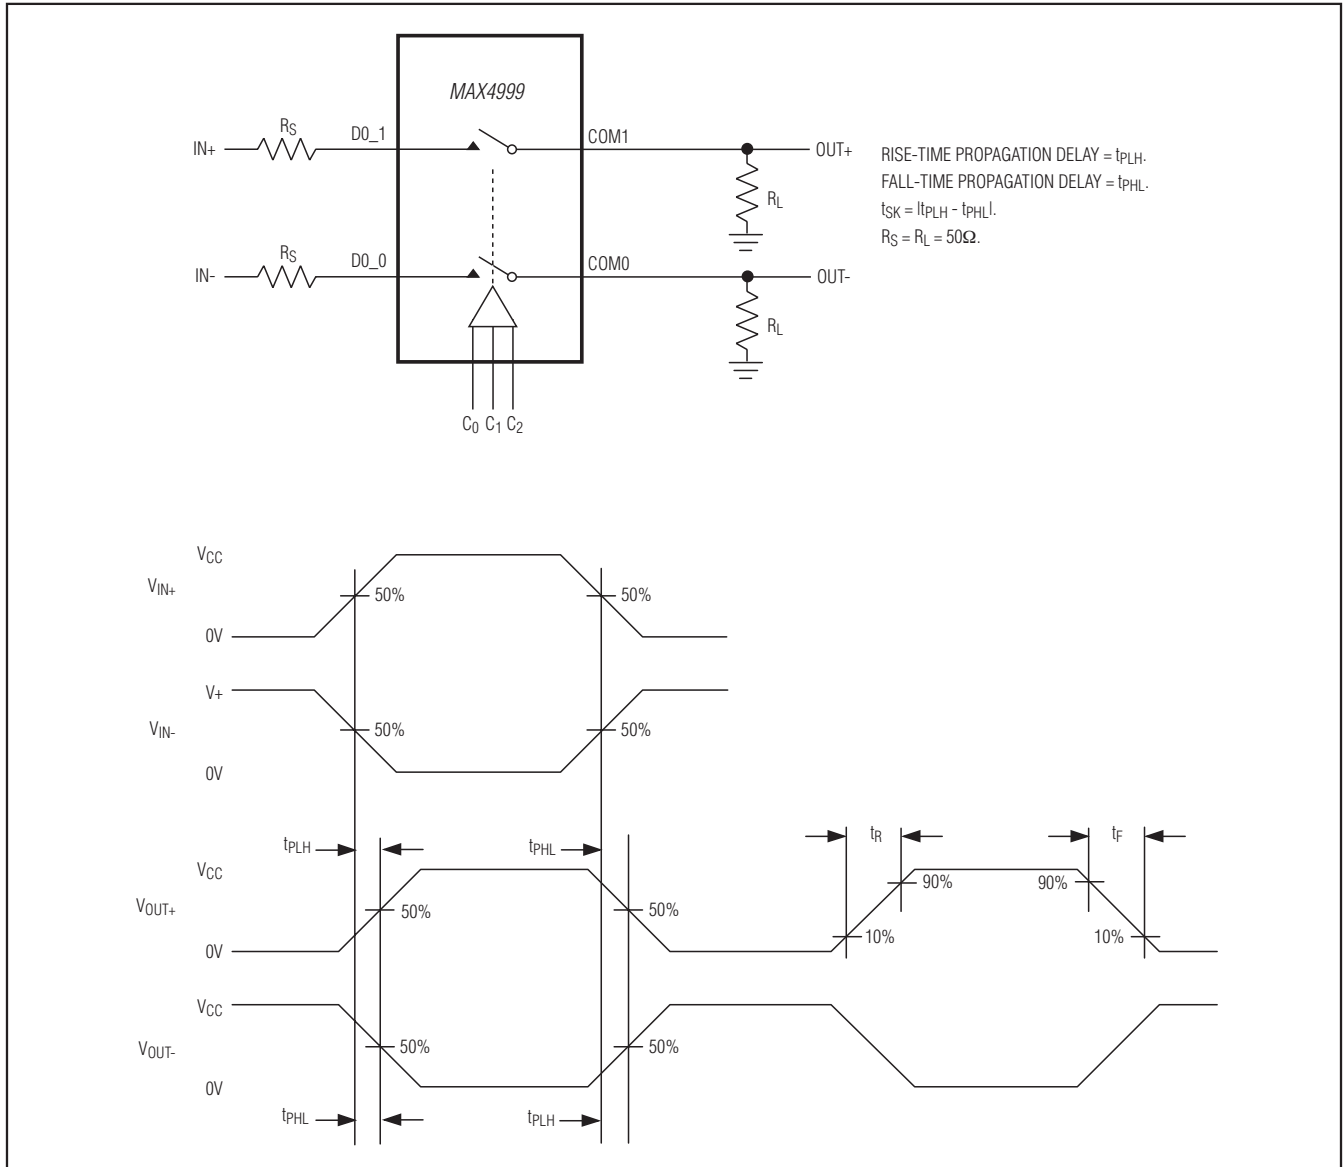 MAX4999
IN+ RS D0_1 COM1 OUT+
RL
RISE-TIME PROPAGATION DELAY = tPLH.
FALL-TIME PROPAGATION DELAY = tPHL.
tSK = |tPLH - tPHL|.
RS = RL = 50Ω.
IN- RS D0_0 COM0 OUT-
RL
C0 C1 C2
VCC
VIN+ 50% 50%
0V
V+
VIN- 50% 50%
0V
tPLH tPHL tR tF
VCC
90% 90%
VOUT+ 50% 50%
10% 10%
0V
VCC
VOUT- 50% 50%
0V
tPHL tPLH